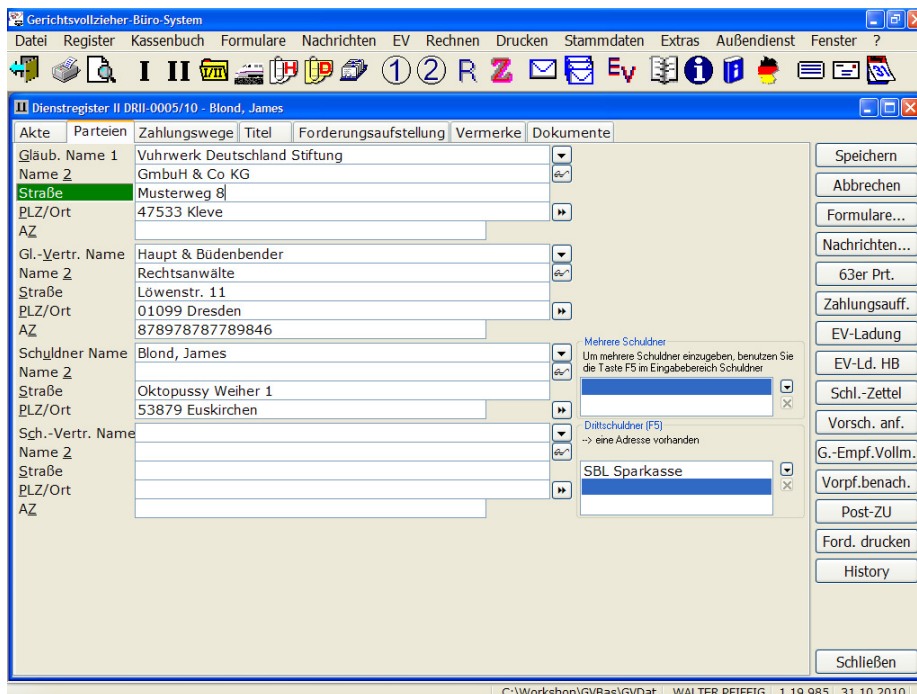 Gerichtsvollzieher-Büro-System
Datei Register Kassenbuch Formulare Nachrichten EV Rechnen Drucken Stammdaten Extras Außendienst Fenster ?
I II 1 2 R Z Ev i
II Dienstregister II DRII-0005/10 - Blond, James
Akte Parteien Zahlungswege Titel Forderungsaufstellung Vermerke Dokumente
Gläub. Name 1 Vuhrwerk Deutschland Stiftung
Name 2 GmbuH & Co KG
Straße Musterweg 8
PLZ/Ort 47533 Kleve
AZ
Gl.-Vertr. Name Haupt & Büdenbender
Name 2 Rechtsanwälte
Straße Löwenstr. 11
PLZ/Ort 01099 Dresden
AZ 878978787789846
Schuldner Name Blond, James
Name 2
Straße Oktopussy Weiher 1
PLZ/Ort 53879 Euskirchen
Sch.-Vertr. Name
Name 2
Straße
PLZ/Ort
AZ
Mehrere Schuldner
Um mehrere Schuldner einzugeben, benutzen Sie
die Taste F5 im Eingabebereich Schuldner
Drittschuldner (F5)
--> eine Adresse vorhanden
SBL Sparkasse
Speichern
Abbrechen
Formulare...
Nachrichten...
63er Prt.
Zahlungsauff.
EV-Ladung
EV-Ld. HB
Schl.-Zettel
Vorsch. anf.
G.-Empf.Vollm.
Vorpf.benach.
Post-ZU
Ford. drucken
History
Schließen
C:\Workshop\GVBas\GVDat WALTER PFIFFIG 1.19.985 31.10.2010